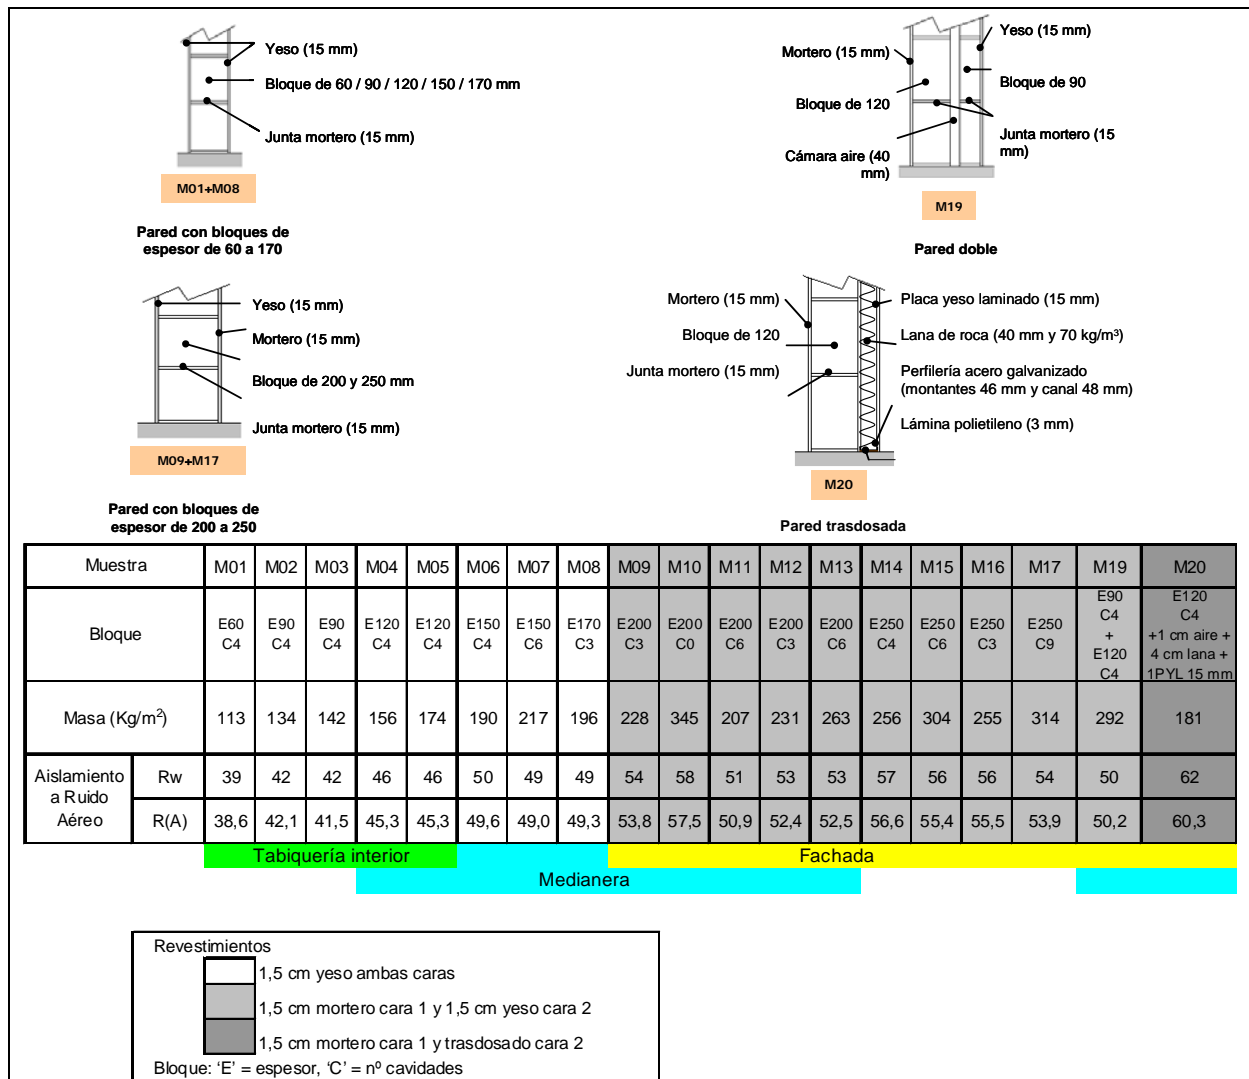 Yeso (15 mm)
Bloque de 60 / 90 / 120 / 150 / 170 mm
Junta mortero (15 mm)
M01+M08
Pared con bloques de
espesor de 60 a 170
Yeso (15 mm)
Mortero (15 mm)
Bloque de 90
Bloque de 120
Junta mortero (15
mm)
Cámara aire (40
mm)
M19
Pared doble
Yeso (15 mm)
Mortero (15 mm)
Bloque de 200 y 250 mm
Junta mortero (15 mm)
M09+M17
Pared con bloques de
espesor de 200 a 250
Mortero (15 mm)
Bloque de 120
Junta mortero (15 mm)
Placa yeso laminado (15 mm)
Lana de roca (40 mm y 70 kg/m³)
Perfilería acero galvanizado
(montantes 46 mm y canal 48 mm)
Lámina polietileno (3 mm)
M20
Pared trasdosada
Muestra M01 M02 M03 M04 M05 M06 M07 M08 M09 M10 M11 M12 M13 M14 M15 M16 M17 M19 M20
Bloque
E60
C4
E90
C4
E90
C4
E120
C4
E120
C4
E150
C4
E150
C6
E170
C3
E200
C3
E200
C0
E200
C6
E200
C3
E200
C6
E250
C4
E250
C6
E250
C3
E250
C9
E90
C4
+
E120
C4
E120
C4
+1 cm aire +
4 cm lana +
1PYL 15 mm
Masa (Kg/m²) 113 134 142 156 174 190 217 196 228 345 207 231 263 256 304 255 314 292 181
Aislamiento
a Ruido
Aéreo
Rw 39 42 42 46 46 50 49 49 54 58 51 53 53 57 56 56 54 50 62
R(A) 38,6 42,1 41,5 45,3 45,3 49,6 49,0 49,3 53,8 57,5 50,9 52,4 52,5 56,6 55,4 55,5 53,9 50,2 60,3
Tabiquería interior Fachada
Medianera
Revestimientos
1,5 cm yeso ambas caras
1,5 cm mortero cara 1 y 1,5 cm yeso cara 2
1,5 cm mortero cara 1 y trasdosado cara 2
Bloque: 'E' = espesor, 'C' = nº cavidades